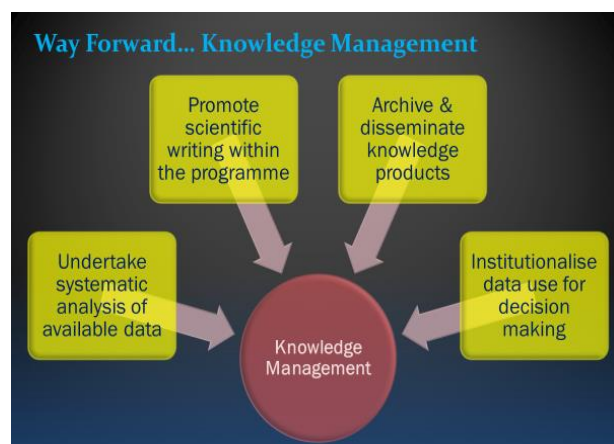 Way Forward... Knowledge Management
Promote
scientific
writing within
the programme
Archive &
disseminate
knowledge
products
Undertake
systematic
analysis of
available data
Institutionalise
data use for
decision
making
Knowledge
Management